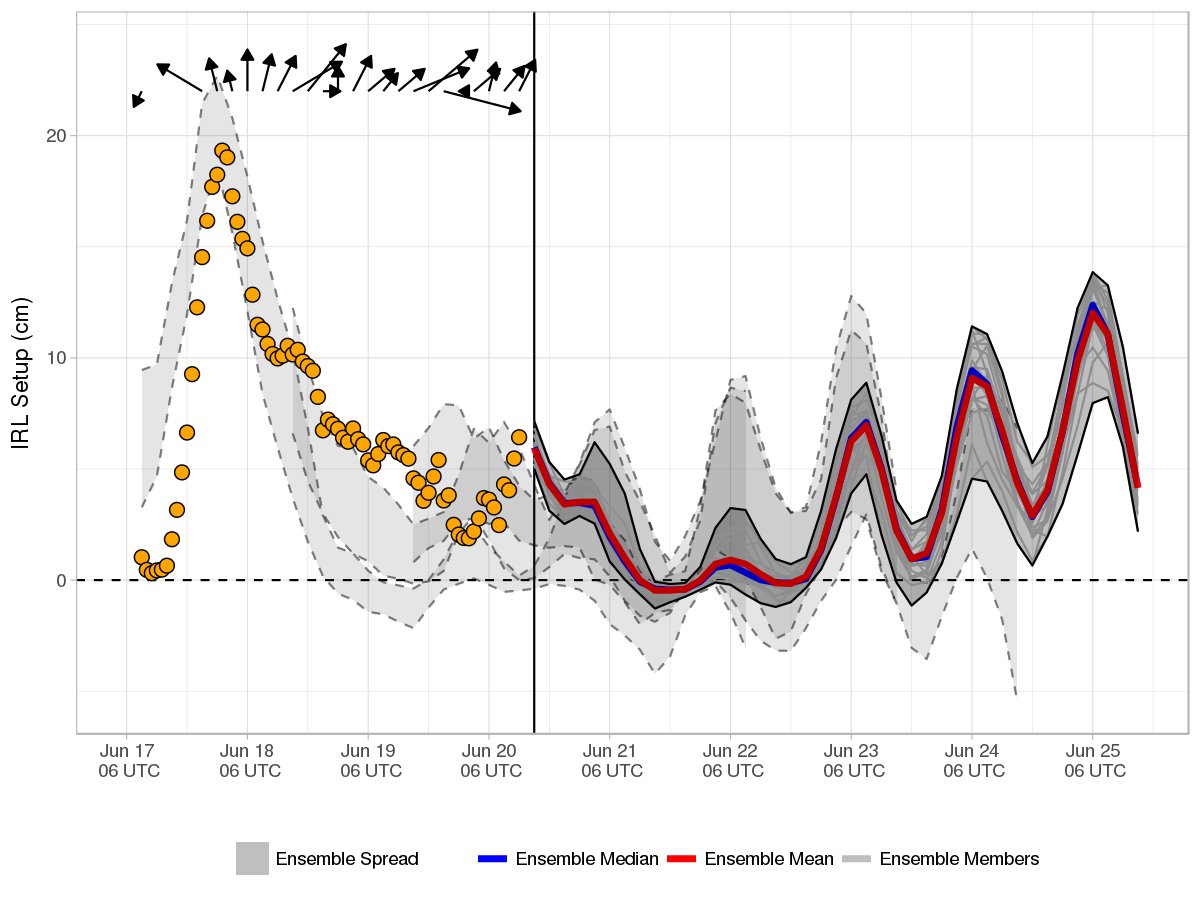 IRL Setup (cm)
20
10
0
Jun 17 Jun 18 Jun 19 Jun 20 Jun 21 Jun 22 Jun 23 Jun 24 Jun 25
06 UTC 06 UTC 06 UTC 06 UTC 06 UTC 06 UTC 06 UTC 06 UTC 06 UTC
Ensemble Spread Ensemble Median Ensemble Mean Ensemble Members